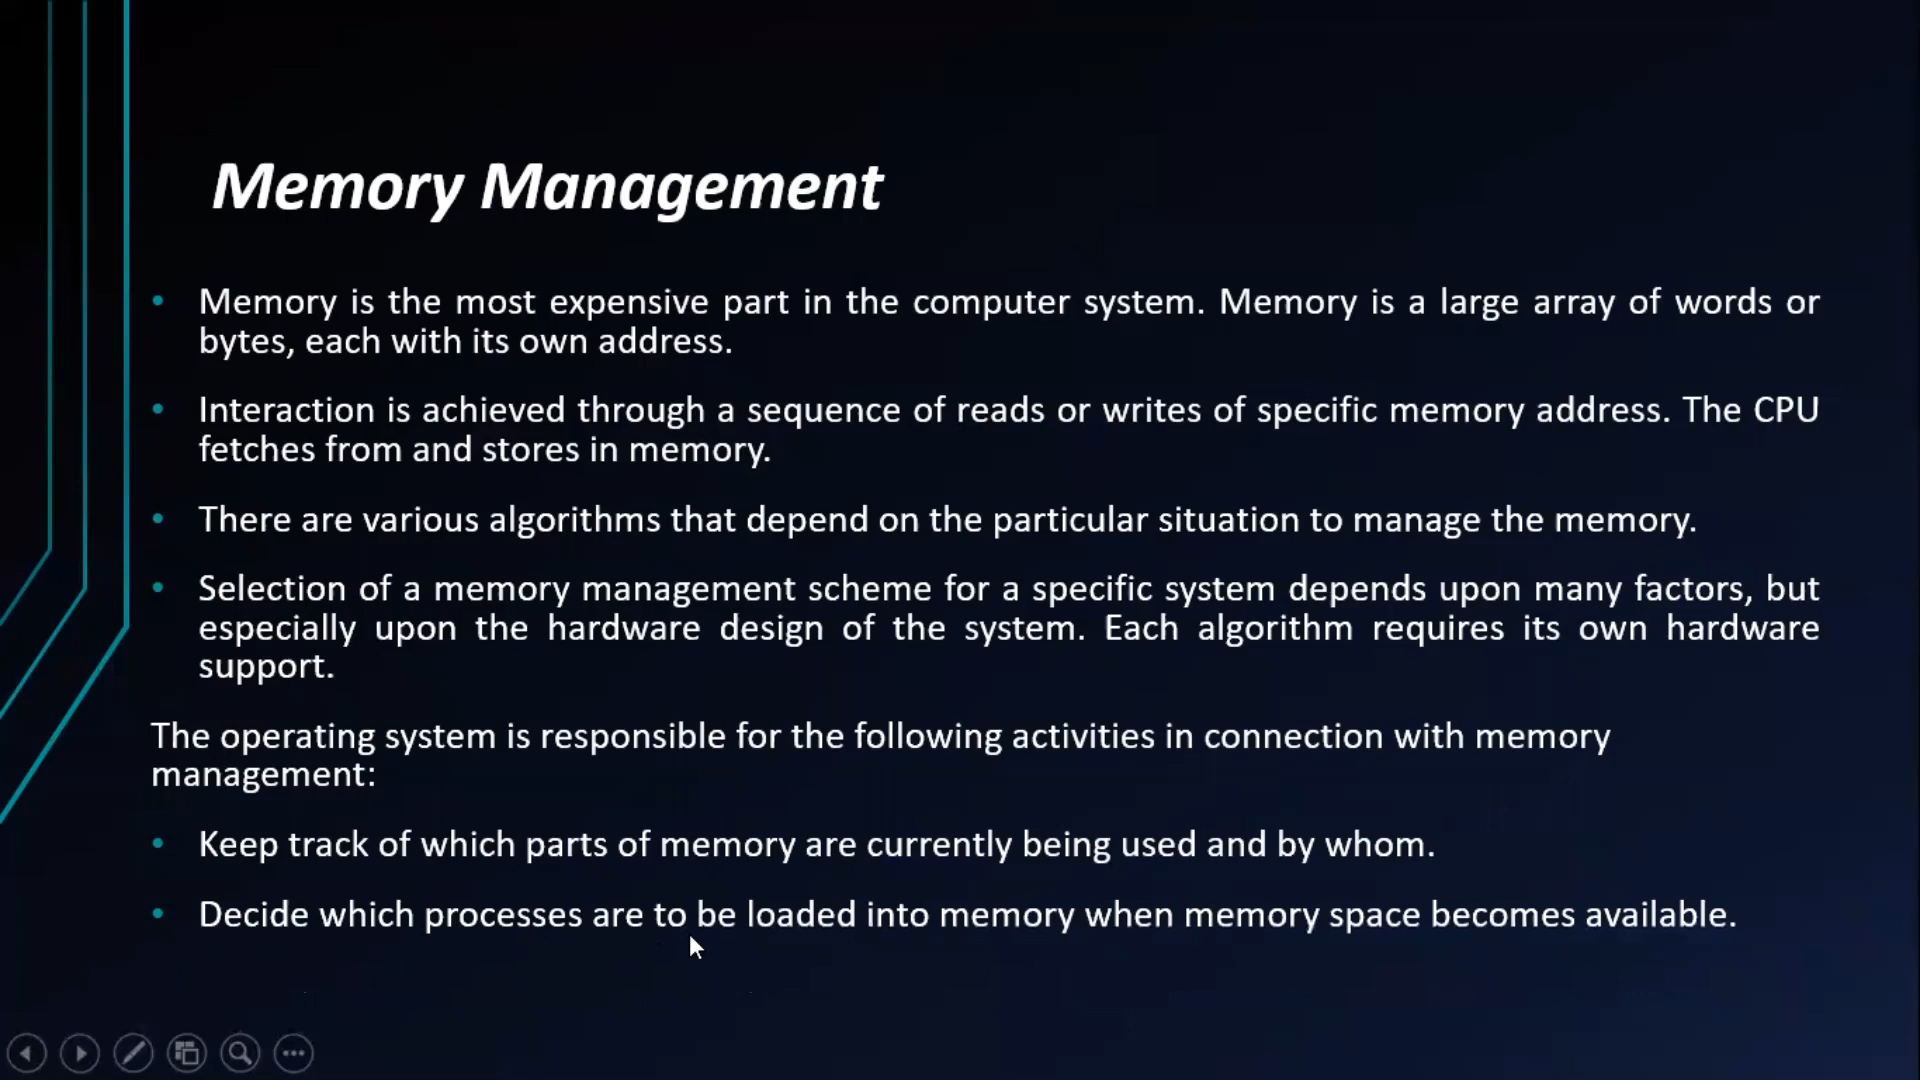 Memory Management
• Memory is the most expensive part in the computer system. Memory is a large array of words or
bytes, each with its own address.
• Interaction is achieved through a sequence of reads or writes of specific memory address. The CPU
fetches from and stores in memory.
• There are various algorithms that depend on the particular situation to manage the memory.
• Selection of a memory management scheme for a specific system depends upon many factors, but
especially upon the hardware design of the system. Each algorithm requires its own hardware
support.
The operating system is responsible for the following activities in connection with memory
management:
• Keep track of which parts of memory are currently being used and by whom.
• Decide which processes are to be loaded into memory when memory space becomes available.